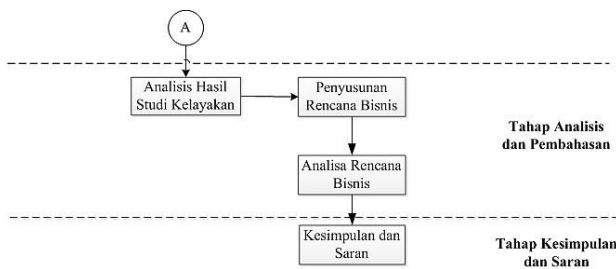 A
Analisis Hasil
Studi Kelayakan
Penyusunan
Rencana Bisnis
Tahap Analisis
dan Pembahasan
Analisa Rencana
Bisnis
Kesimpulan dan
Saran
Tahap Kesimpulan
dan Saran